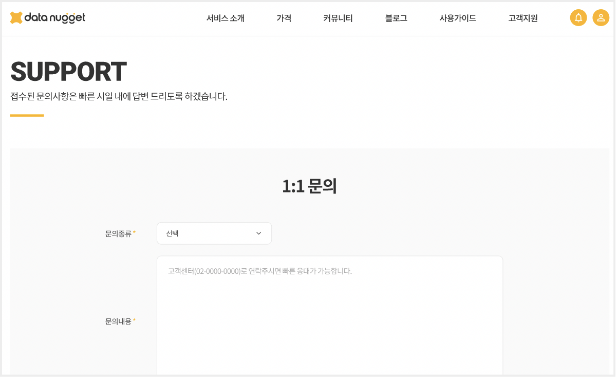 data nugget
서비스 소개 가격 커뮤니티 블로그 사용가이드 고객지원
SUPPORT
접수된 문의사항은 빠른 시일 내에 답변 드리도록 하겠습니다.
1:1 문의
문의종류 *
선택
고객센터(02-0000-0000)로 연락주시면 빠른 응대가 가능합니다.
문의내용 *